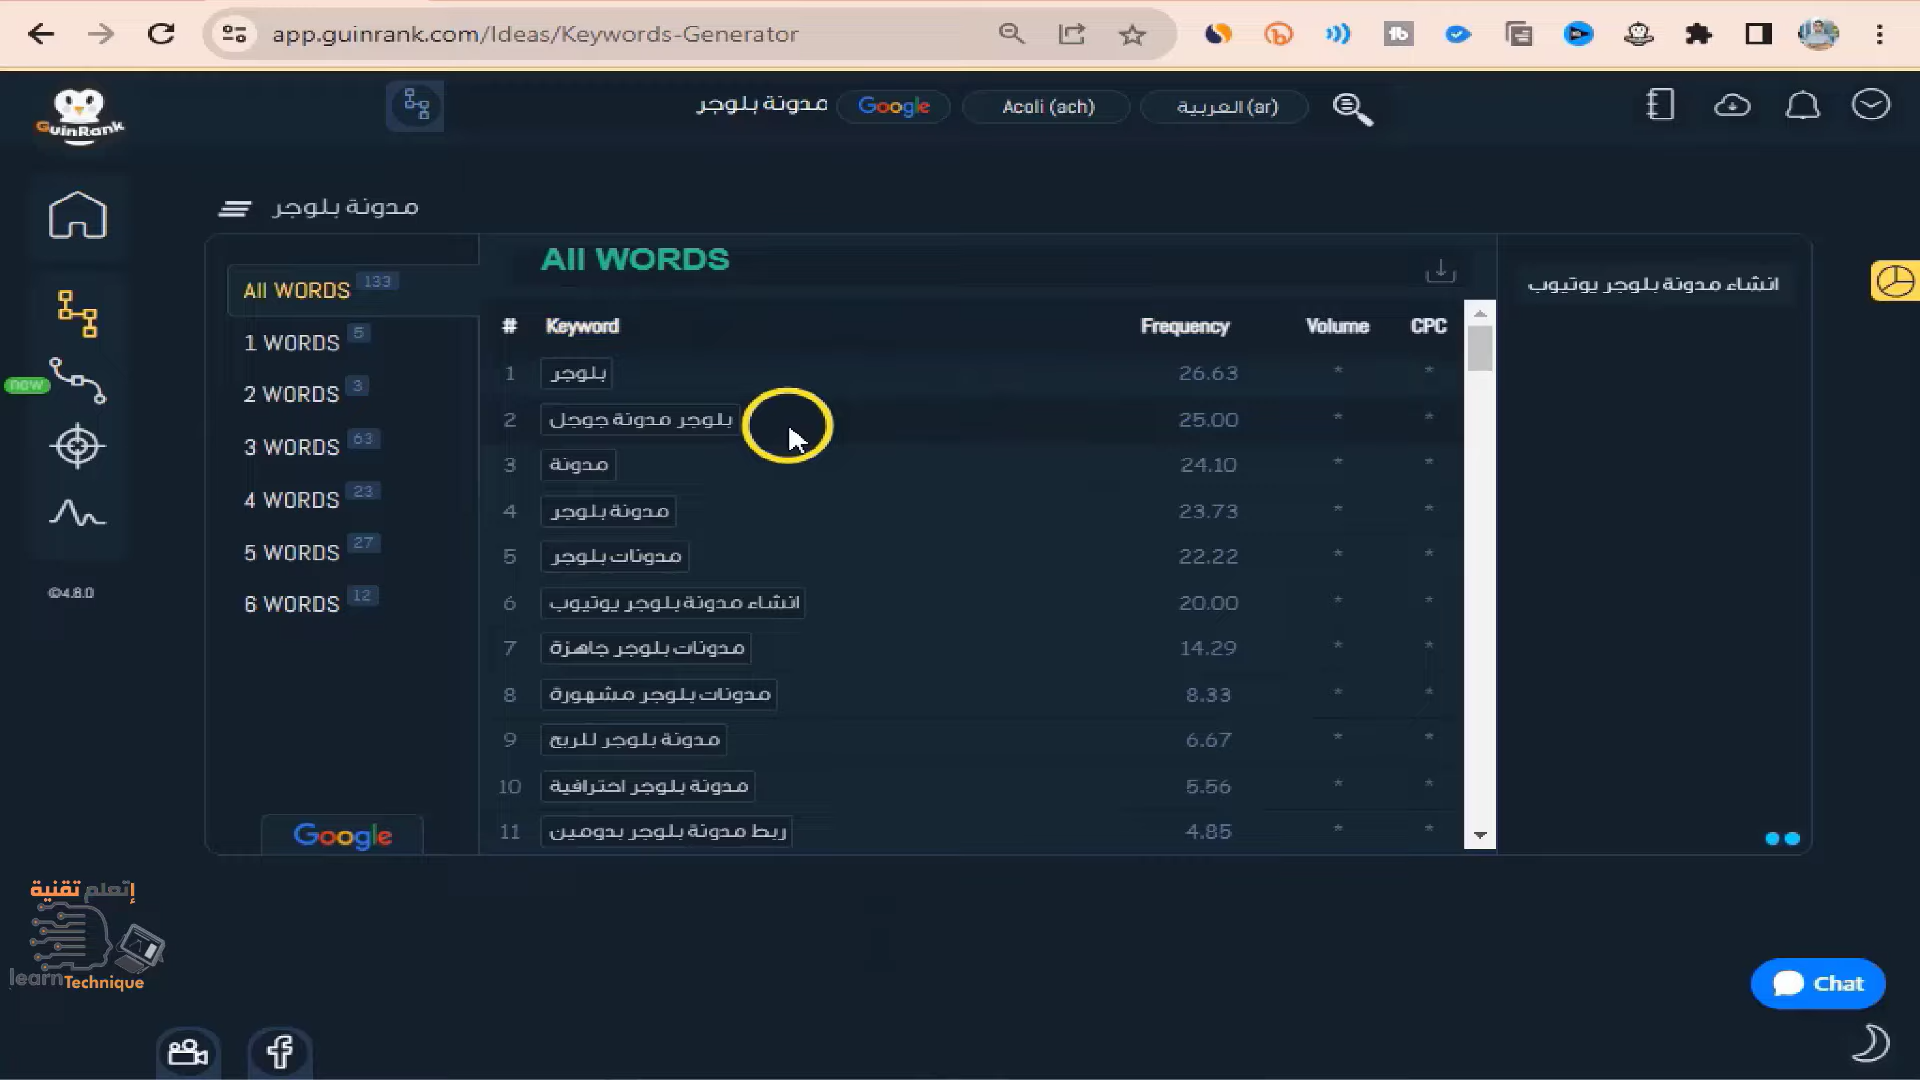 app.guinrank.com/Ideas/Keywords-Generator
GuinRank
مدونة بلوجر
Google
Acoli (ach)
العربية (ar)
مدونة بلوجر
All WORDS 133
1 WORDS 5
2 WORDS 3
3 WORDS 63
4 WORDS 23
5 WORDS 27
6 WORDS 12
Google
new
©4.8.0
All WORDS
# Keyword Frequency Volume CPC
1 بلوجر 26.63 * *
2 بلوجر مدونة جوجل 25.00 * *
3 مدونة 24.10 * *
4 مدونة بلوجر 23.73 * *
5 مدونات بلوجر 22.22 * *
6 انشاء مدونة بلوجر يوتيوب 20.00 * *
7 مدونات بلوجر جاهزة 14.29 * *
8 مدونات بلوجر مشهورة 8.33 * *
9 مدونة بلوجر للربح 6.67 * *
10 مدونة بلوجر احترافية 5.56 * *
11 ربط مدونة بلوجر بدومين 4.85 * *
انشاء مدونة بلوجر يوتيوب
إتعلم تقنية
learnTechnique
Chat